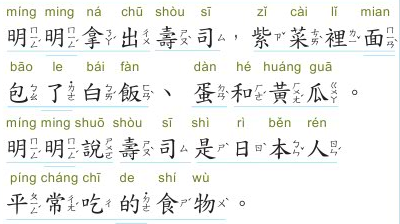 míng ming ná chū shòu sī zǐ cài lǐ mian
明明拿出壽司，紫菜裡面
bāo le bái fàn dàn hé huáng guā
包了白飯、蛋和黃瓜。
míng ming shuō shòu sī shì rì běn rén
明明說壽司是日本人
píng cháng chī de shí wù
平常吃的食物。